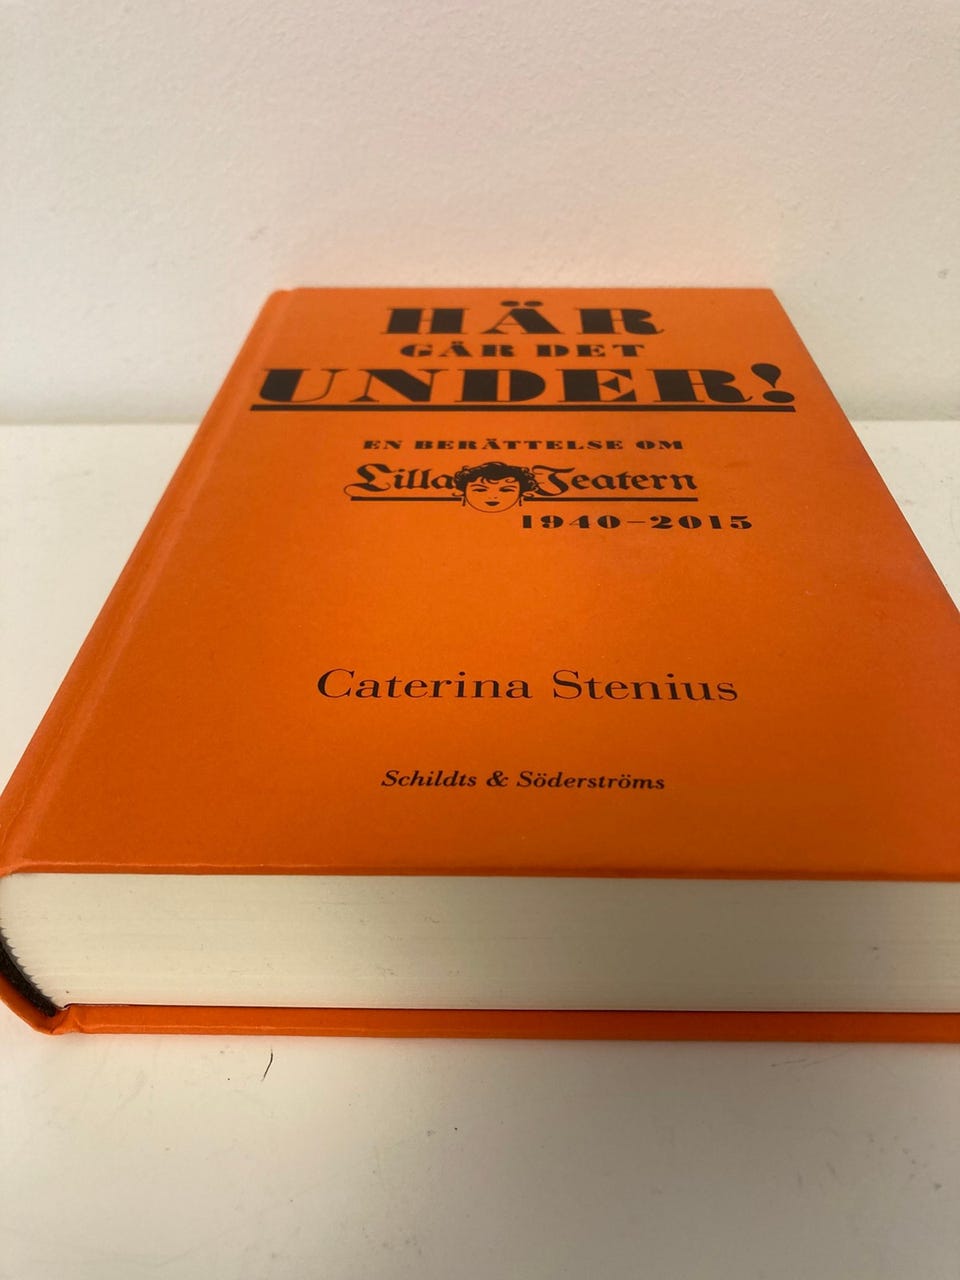 HÄR
GÅR DET
UNDER!
EN BERÄTTELSE OM
Lilla Teatern
1940–2015
Caterina Stenius
Schildts & Söderströms